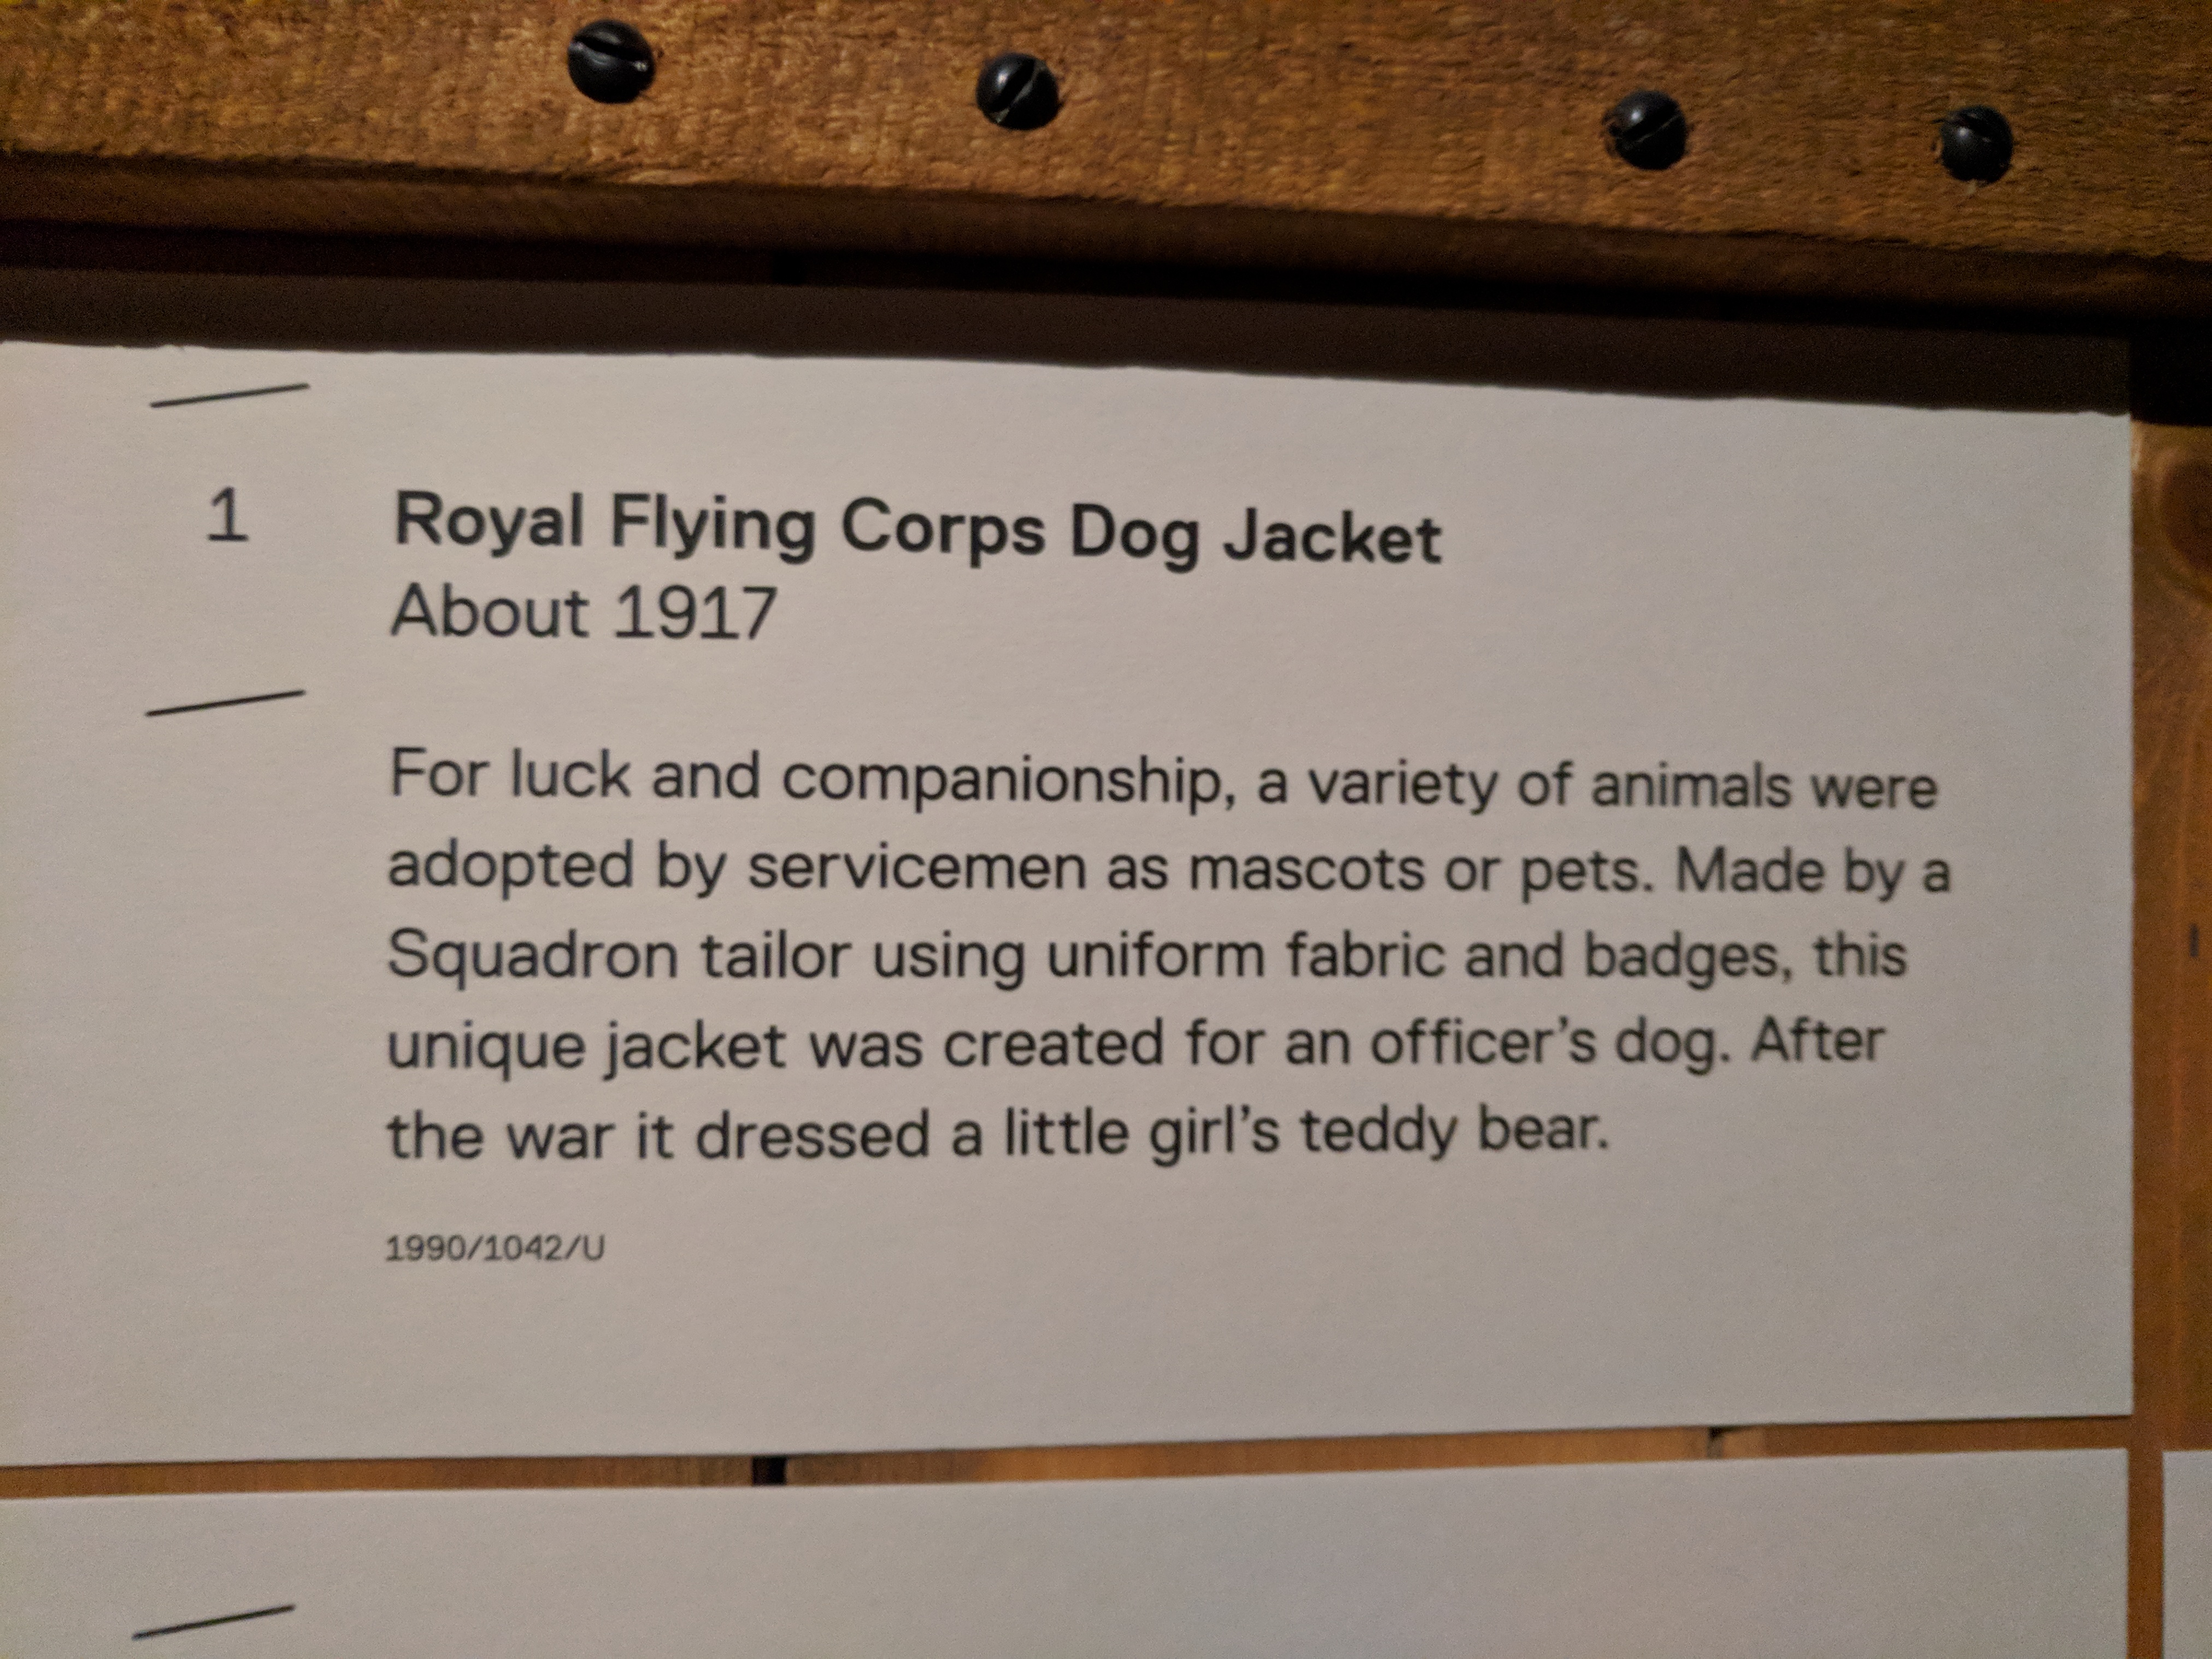 1
Royal Flying Corps Dog Jacket
About 1917
For luck and companionship, a variety of animals were
adopted by servicemen as mascots or pets. Made by a
Squadron tailor using uniform fabric and badges, this
unique jacket was created for an officer’s dog. After
the war it dressed a little girl’s teddy bear.
1990/1042/U